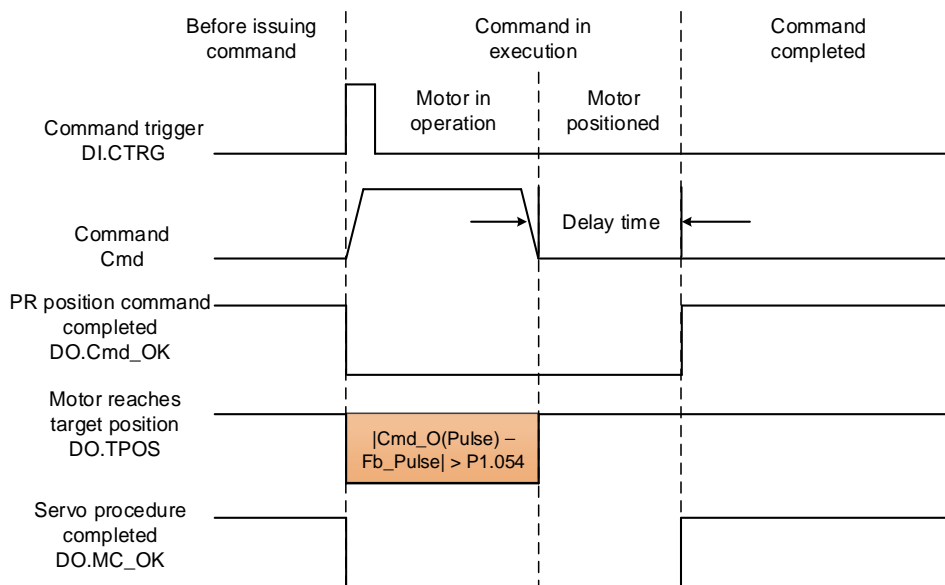 Before issuing
command
Command in
execution
Command
completed
Motor in
operation
Motor
positioned
Command trigger
DI.CTRG
Delay time
Command
Cmd
PR position command
completed
DO.Cmd_OK
Motor reaches
target position
DO.TPOS
|Cmd_O(Pulse) –
Fb_Pulse| > P1.054
Servo procedure
completed
DO.MC_OK